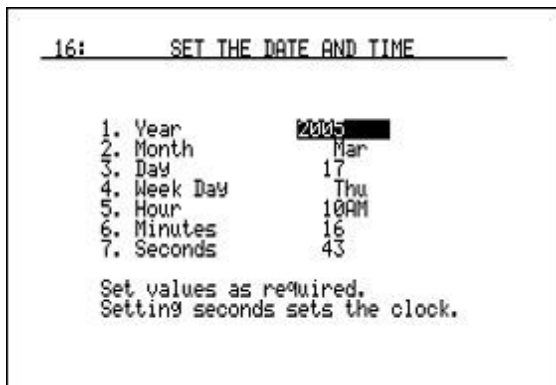 16: SET THE DATE AND TIME
1. Year 2005
2. Month Mar
3. Day 17
4. Week Day Thu
5. Hour 10AM
6. Minutes 16
7. Seconds 43
Set values as required.
Setting seconds sets the clock.